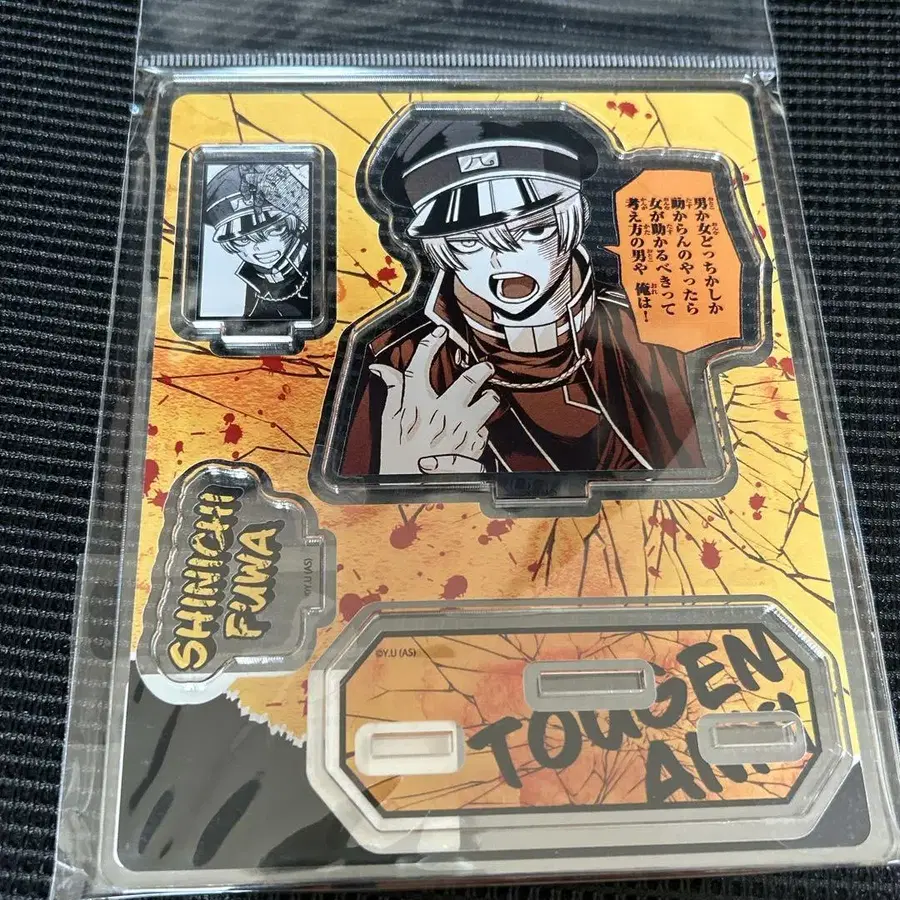 男か女どっちかしか
助からんのやったら
女が助かるべきって
考え方の男や 俺は！
SHINICHI
FUWA
©Y.U (AS)
©Y.U (AS)
TOUGEN